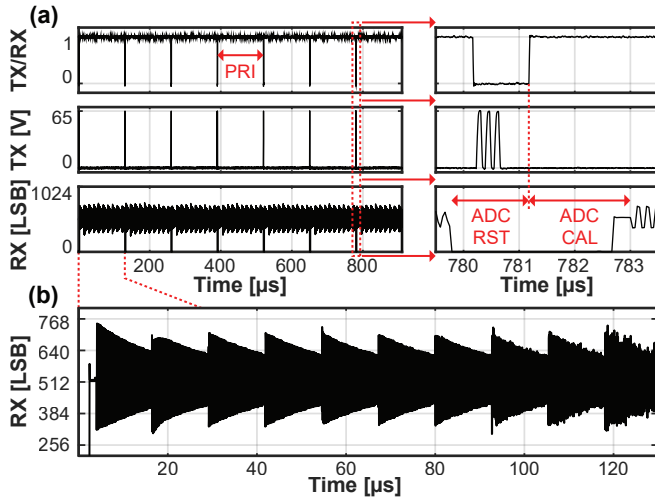 (a)
TX/RX
1
0
PRI
TX [V]
65
0
RX [LSB]
1024
0
ADC
RST
ADC
CAL
200 400 600 800
780 781 782 783
Time [µs]
Time [µs]
(b)
RX [LSB]
768
640
512
384
256
20 40 60 80 100 120
Time [µs]